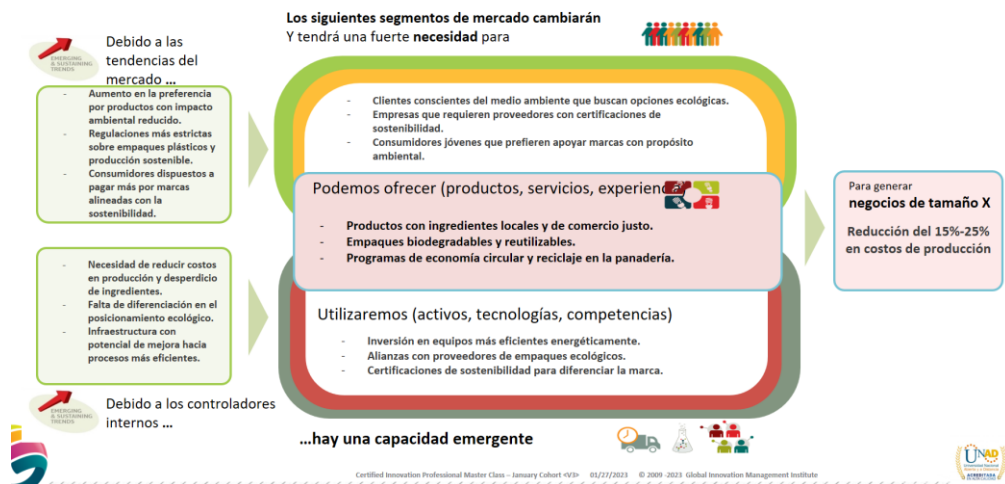 Los siguientes segmentos de mercado cambiarán
Y tendrá una fuerte necesidad para
EMERGING
& SUSTAINING
TRENDS
Debido a las
tendencias del
mercado ...
- Aumento en la preferencia
por productos con impacto
ambiental reducido.
- Regulaciones más estrictas
sobre empaques plásticos y
producción sostenible.
- Consumidores dispuestos a
pagar más por marcas
alineadas con la
sostenibilidad.
- Clientes conscientes del medio ambiente que buscan opciones ecológicas.
- Empresas que requieren proveedores con certificaciones de
sostenibilidad.
- Consumidores jóvenes que prefieren apoyar marcas con propósito
ambiental.
Podemos ofrecer (productos, servicios, experienc
- Productos con ingredientes locales y de comercio justo.
- Empaques biodegradables y reutilizables.
- Programas de economía circular y reciclaje en la panadería.
Para generar
negocios de tamaño X
Reducción del 15%-25%
en costos de producción
- Necesidad de reducir costos
en producción y desperdicio
de ingredientes.
- Falta de diferenciación en el
posicionamiento ecológico.
- Infraestructura con
potencial de mejora hacia
procesos más eficientes.
Utilizaremos (activos, tecnologías, competencias)
- Inversión en equipos más eficientes energéticamente.
- Alianzas con proveedores de empaques ecológicos.
- Certificaciones de sostenibilidad para diferenciar la marca.
EMERGING
& SUSTAINING
TRENDS
Debido a los controladores
internos ...
...hay una capacidad emergente
Certified Innovation Professional Master Class – January Cohort <V3> 01/27/2023 © 2009 -2023 Global Innovation Management Institute
UNAD
ACREDITADA